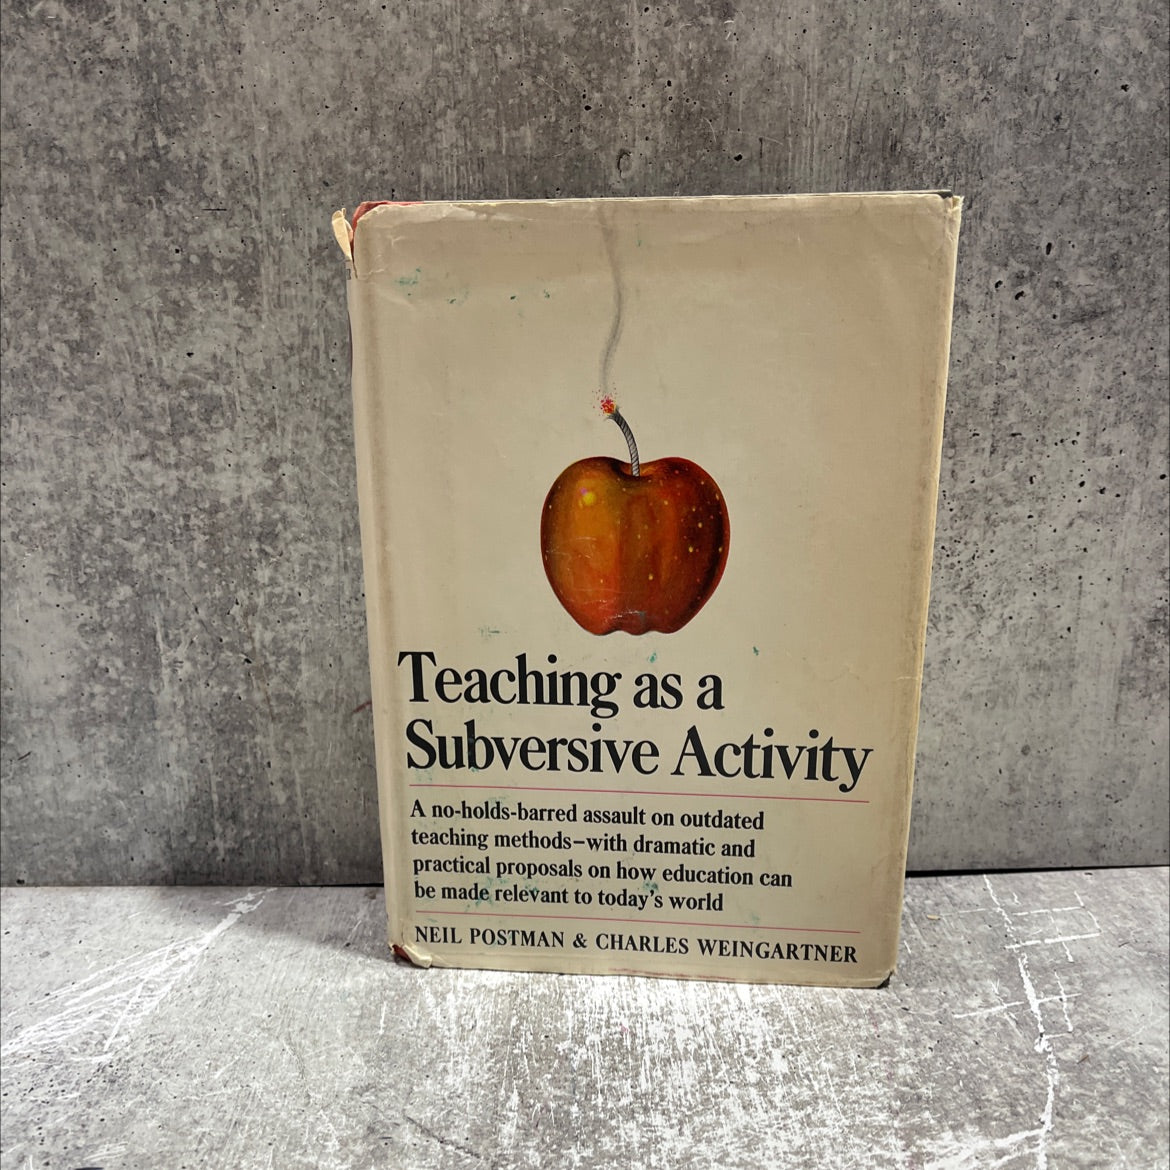 Teaching as a
Subversive Activity
A no-holds-barred assault on outdated
teaching methods–with dramatic and
practical proposals on how education can
be made relevant to today's world
NEIL POSTMAN & CHARLES WEINGARTNER